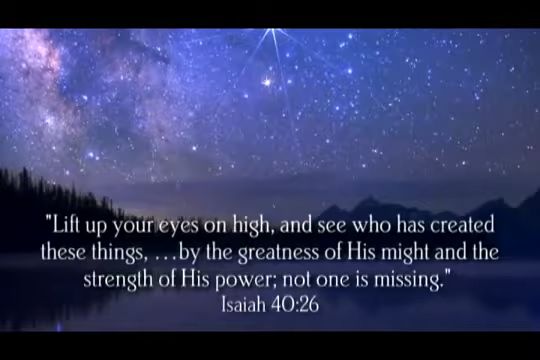 "Lift up your eyes on high, and see who has created
these things, ...by the greatness of His might and the
strength of His power; not one is missing."
Isaiah 40:26